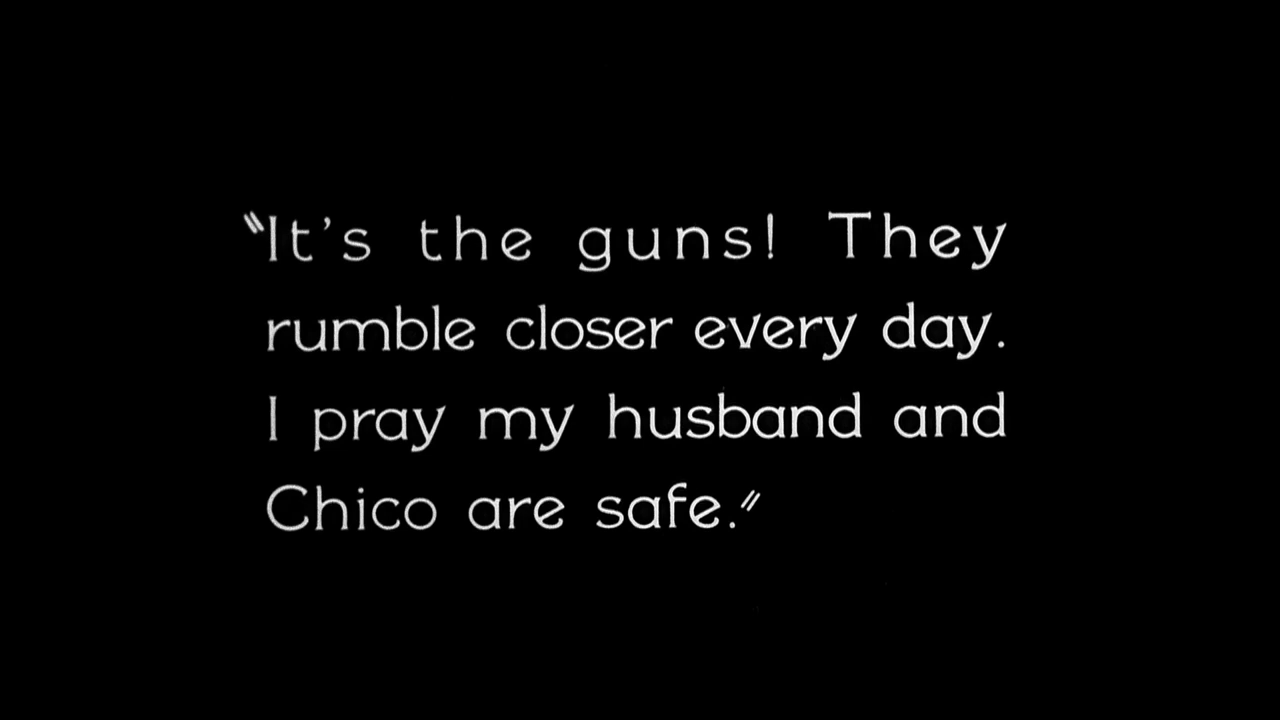 "It's the guns! They
rumble closer every day.
I pray my husband and
Chico are safe."